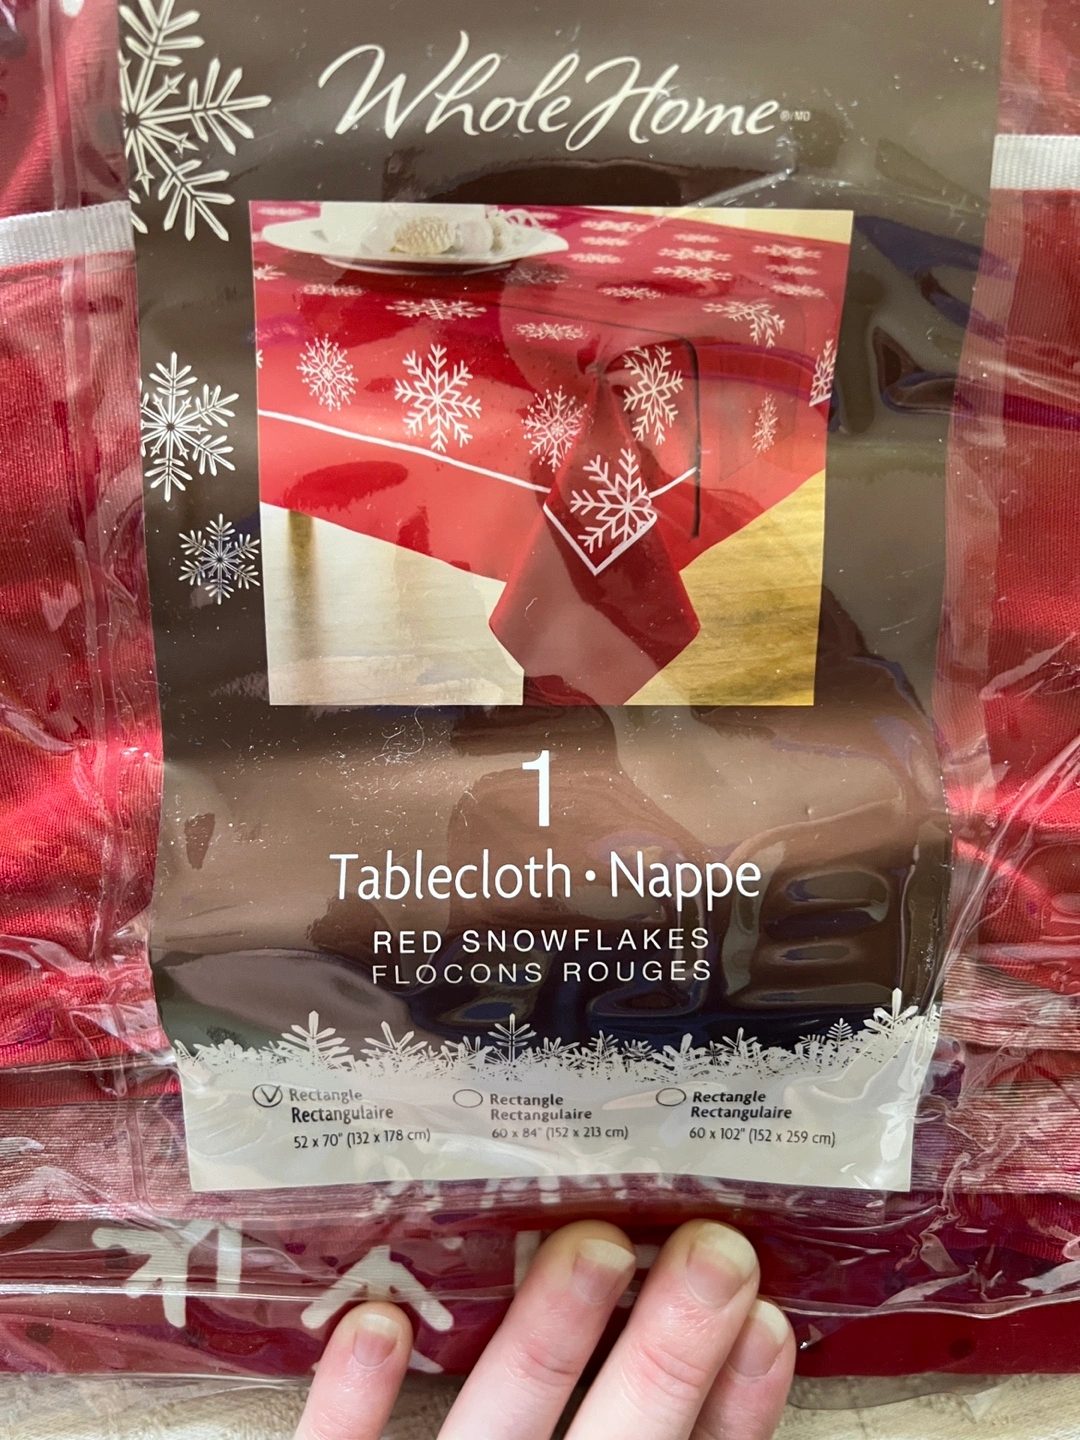 Whole Home ®/MD
1
Tablecloth • Nappe
RED SNOWFLAKES
FLOCONS ROUGES
Rectangle
Rectangulaire
52 x 70" (132 x 178 cm)
Rectangle
Rectangulaire
60 x 84" (152 x 213 cm)
Rectangle
Rectangulaire
60 x 102" (152 x 259 cm)